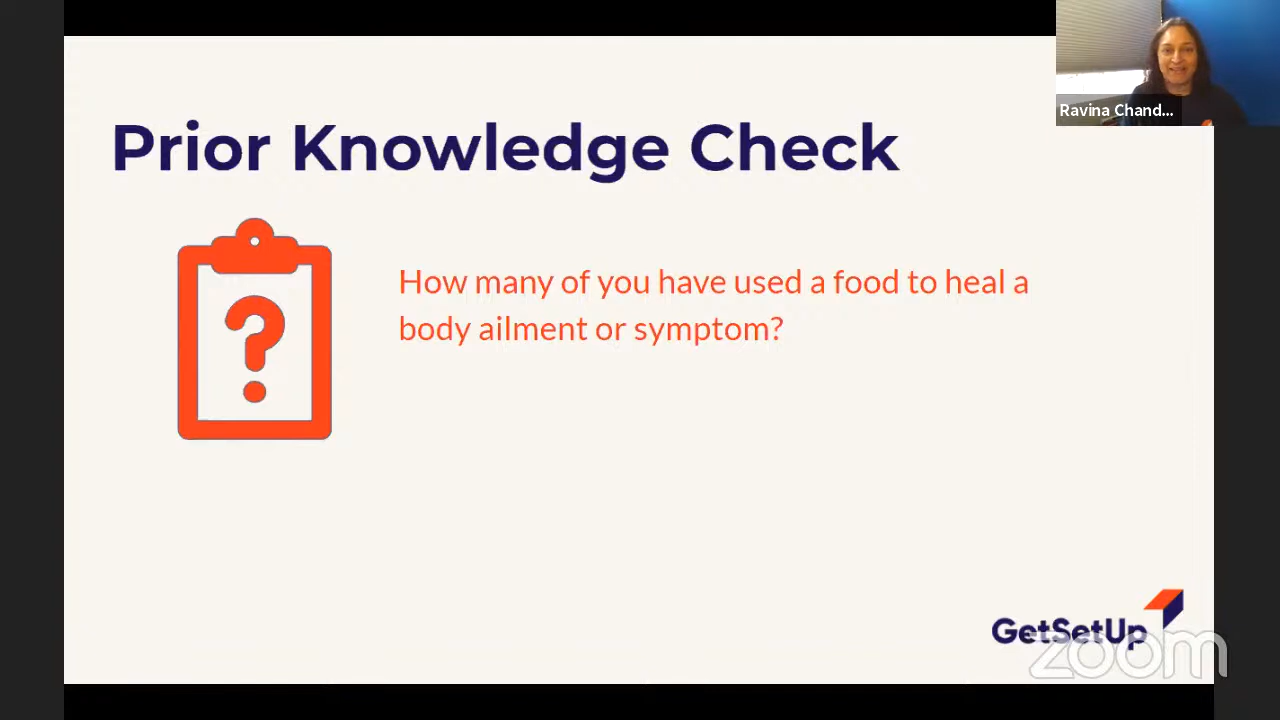 Ravina Chand...
Prior Knowledge Check
?
How many of you have used a food to heal a
body ailment or symptom?
GetSetUp
zoom